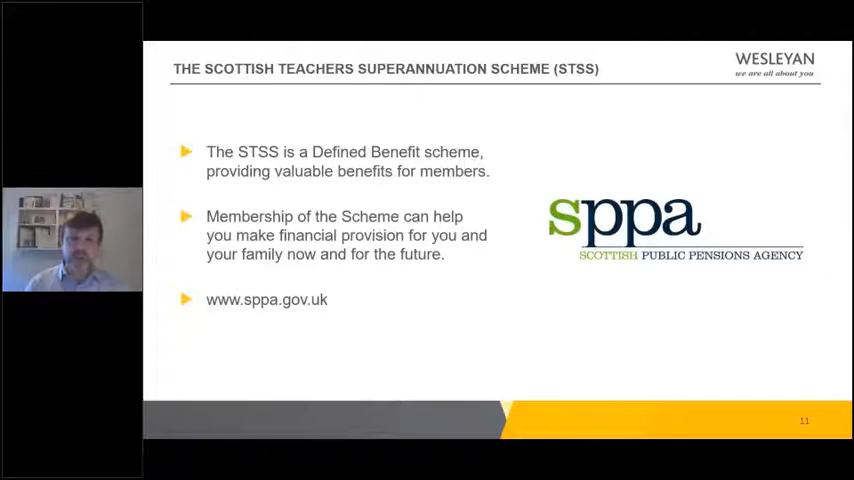 THE SCOTTISH TEACHERS SUPERANNUATION SCHEME (STSS)
WESLEYAN
we are all about you
The STSS is a Defined Benefit scheme,
providing valuable benefits for members.
Membership of the Scheme can help
you make financial provision for you and
your family now and for the future.
www.sppa.gov.uk
sppa
SCOTTISH PUBLIC PENSIONS AGENCY
11